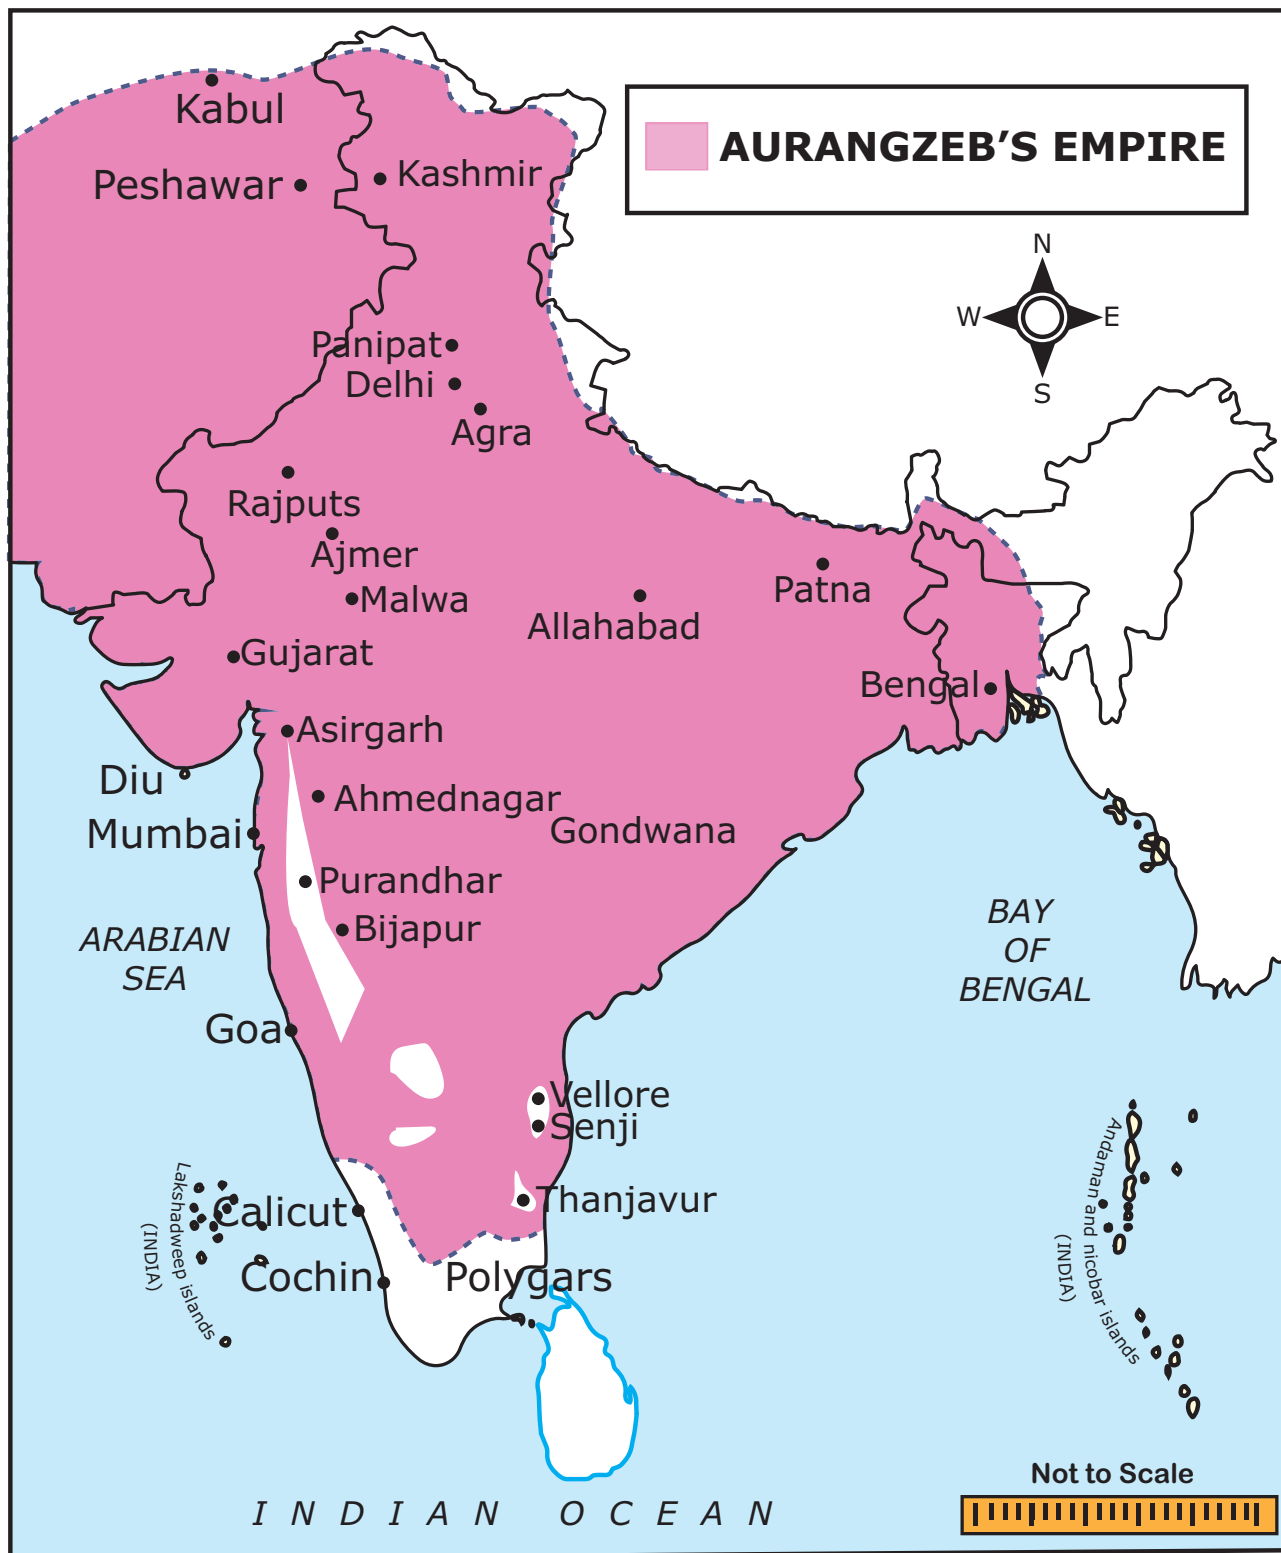 Kabul
AURANGZEB’S EMPIRE
Peshawar
Kashmir
N
W
E
S
Panipat
Delhi
Agra
Rajputs
Ajmer
Malwa
Patna
Allahabad
Gujarat
Bengal
Asirgarh
Diu
Ahmednagar
Mumbai
Gondwana
Purandhar
Bijapur
ARABIAN
SEA
BAY
OF
BENGAL
Goa
Vellore
Senji
Thanjavur
Calicut
Lakshadweep islands
(INDIA)
Andaman and nicobar islands
(INDIA)
Cochin
Polygars
Not to Scale
INDIAN OCEAN